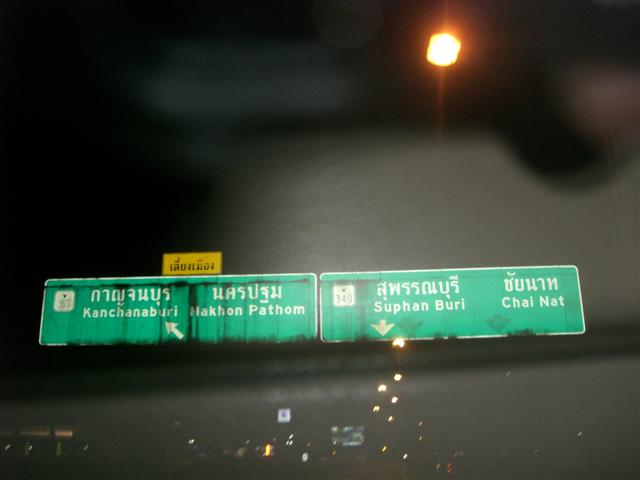 เลี่ยงเมือง
กาญจนบุรี นครปฐม
Kanchanaburi Nakhon Pathom
340
สุพรรณบุรี ชัยนาท
Suphan Buri Chai Nat